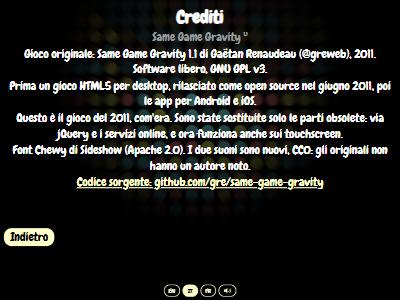 Crediti
Same Game Gravity
Gioco originale: Same Game Gravity 1.1 di Gaëtan Renaudeau (@greweb), 2011.
Software libero, GNU GPL v3.
Prima un gioco HTML5 per desktop, rilasciato come open source nel giugno 2011, poi
le app per Android e iOS.
Questo è il gioco del 2011, com'era. Sono state sostituite solo le parti obsolete: via
jQuery e i servizi online, e ora funziona anche sui touchscreen.
Font Chewy di Sideshow (Apache 2.0). I due suoni sono nuovi, CC0: gli originali non
hanno un autore noto.
Codice sorgente: github.com/gre/same-game-gravity
Indietro
IT